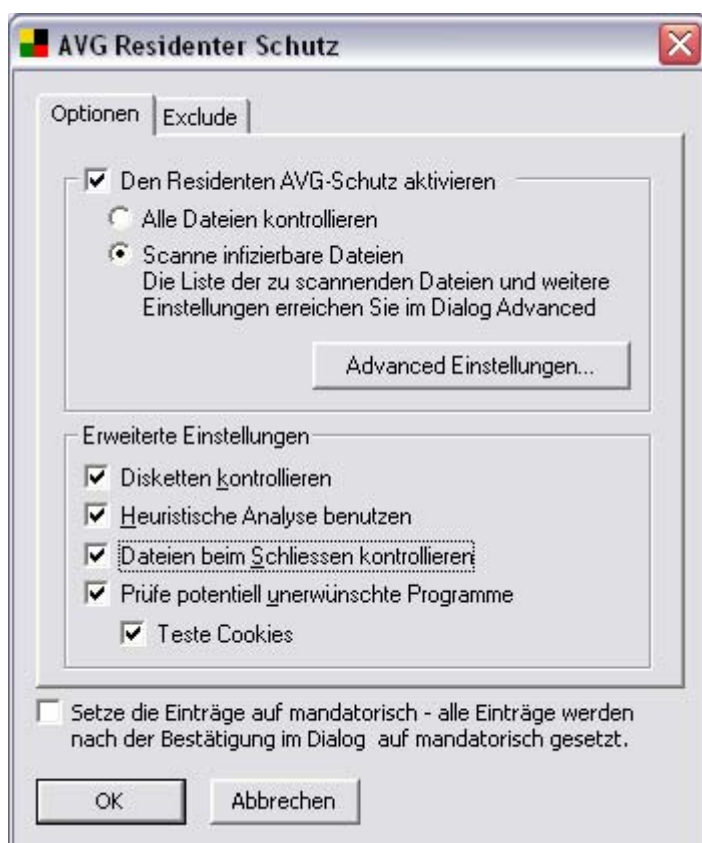 AVG Residenter Schutz
Optionen
Exclude
Den Residenten AVG-Schutz aktivieren
Alle Dateien kontrollieren
Scanne infizierbare Dateien
Die Liste der zu scannenden Dateien und weitere
Einstellungen erreichen Sie im Dialog Advanced
Advanced Einstellungen...
Erweiterte Einstellungen
Disketten kontrollieren
Heuristische Analyse benutzen
Dateien beim Schliessen kontrollieren
Prüfe potentiell unerwünschte Programme
Teste Cookies
Setze die Einträge auf mandatorisch - alle Einträge werden
nach der Bestätigung im Dialog auf mandatorisch gesetzt.
OK
Abbrechen